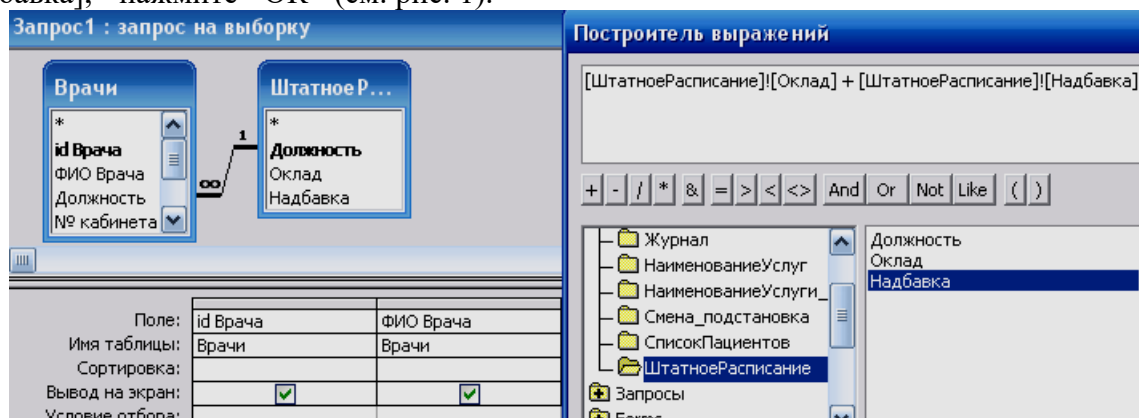 бавка], нажмите ОК (см. рис. 1).
Запрос1 : запрос на выборку
Врачи
*
id Врача
ФИО Врача
Должность
№ кабинета
1
∞
Штатное Р...
*
Должность
Оклад
Надбавка
Поле: id Врача ФИО Врача
Имя таблицы: Врачи Врачи
Сортировка:
Вывод на экран:
Условие отбора:
Построитель выражений
[ШтатноеРасписание]![Оклад] + [ШтатноеРасписание]![Надбавка]
+ - / * & = > < <> And Or Not Like ( )
Журнал
НаименованиеУслуг
НаименованиеУслуги_
Смена_подстановка
СписокПациентов
ШтатноеРасписание
Запросы
Forms
Должность
Оклад
Надбавка